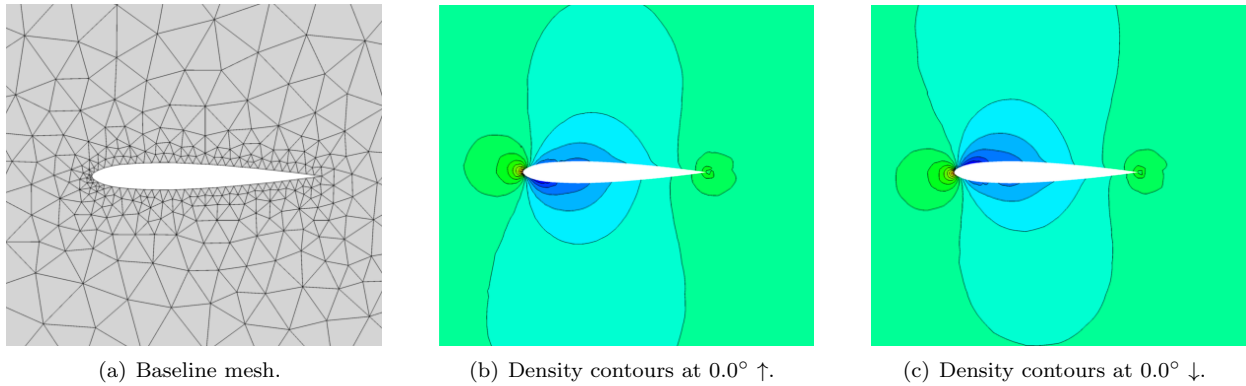 (a) Baseline mesh.
(b) Density contours at 0.0° ↑.
(c) Density contours at 0.0° ↓.